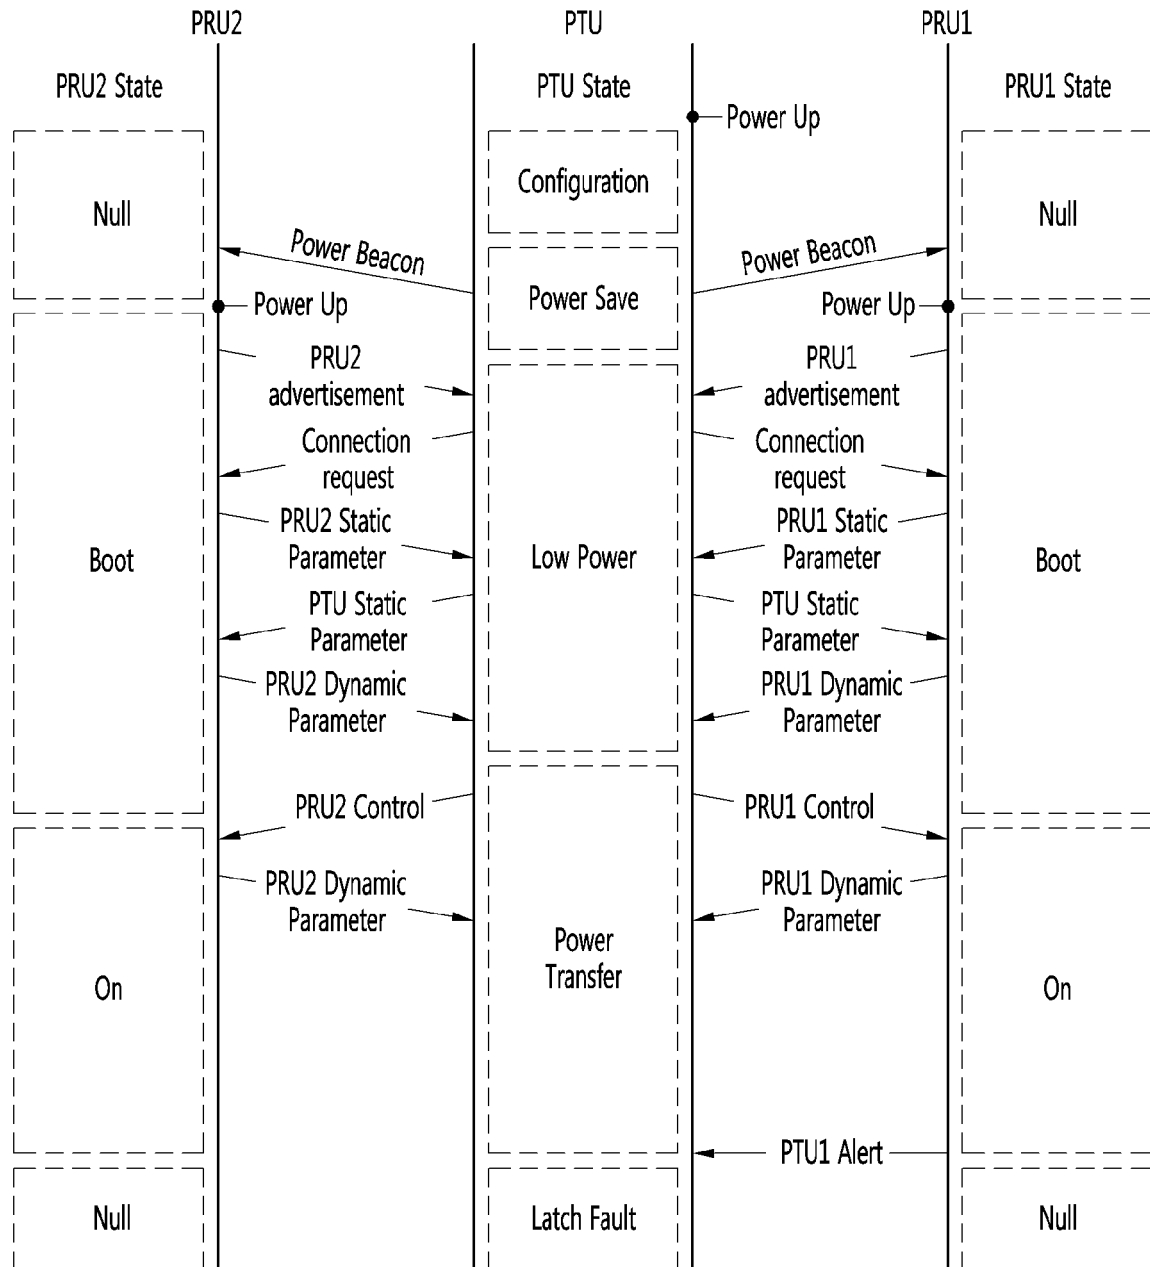 PRU2
PTU
PRU1
PRU2 State
PTU State
PRU1 State
Power Up
Configuration
Null
Null
Power Beacon
Power Beacon
Power Save
Power Up
Power Up
PRU2
advertisement
PRU1
advertisement
Connection
request
Connection
request
PRU2 Static
Parameter
PRU1 Static
Parameter
Boot
Low Power
Boot
PTU Static
Parameter
PTU Static
Parameter
PRU2 Dynamic
Parameter
PRU1 Dynamic
Parameter
PRU2 Control
PRU1 Control
PRU2 Dynamic
Parameter
PRU1 Dynamic
Parameter
Power
Transfer
On
On
PTU1 Alert
Null
Latch Fault
Null